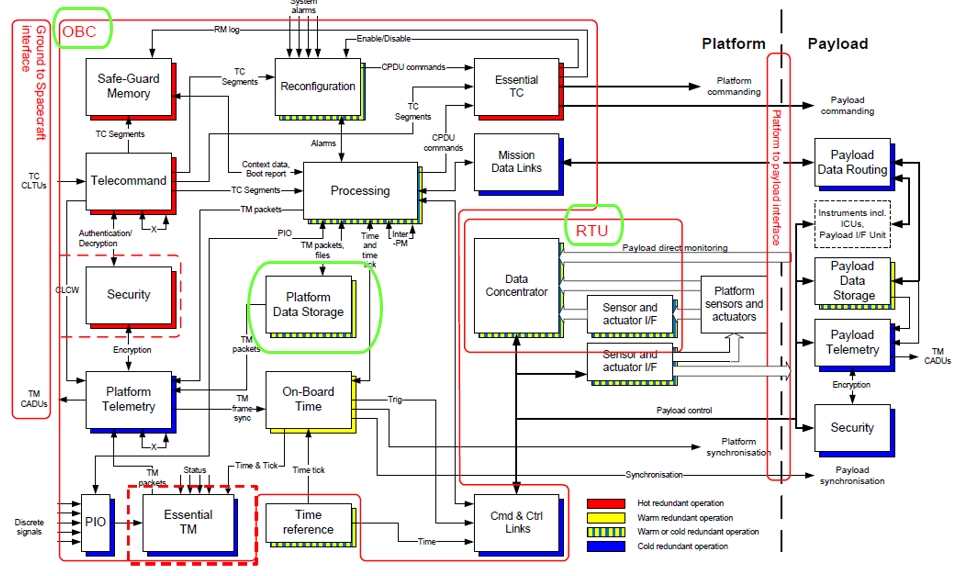 System
alarms
OBC
RM log
Enable/Disable
Platform
Payload
Ground to Spacecraft
interface
Safe-Guard
Memory
TC
Segments
Reconfiguration
CPDU commands
Essential
TC
Platform
commanding
TC
Segments
Payload
commanding
TC Segments
Alarms
CPDU
commands
Platform to payload interface
TC
CLTUs
Telecommand
Context data,
Boot report
Mission
Data Links
Payload
Data Routing
TC Segments
Processing
TM packets
X
Authentication/
Decryption
PIO
TM packets,
files
Time
and
time
tick
Inter
-PM
RTU
Instruments incl.
ICUs,
Payload I/F Unit
Payload direct monitoring
CLCW
Security
Platform
Data Storage
Data
Concentrator
Sensor and
actuator I/F
Platform
sensors and
actuators
Payload
Data
Storage
Encryption
TM
packets
Sensor and
actuator I/F
Payload
Telemetry
TM
CADUs
TM
CADUs
Platform
Telemetry
TM
frame-
sync
On-Board
Time
Trig
Encryption
Payload control
Security
X
Platform
synchronisation
TM
packets
Status
Time & Tick
Time tick
Synchronisation
Payload
synchronisation
Discrete
signals
PIO
Essential
TM
Time
reference
Time
Cmd & Ctrl
Links
Hot redundant operation
Warm redundant operation
Warm or cold redundant operation
Cold redundant operation